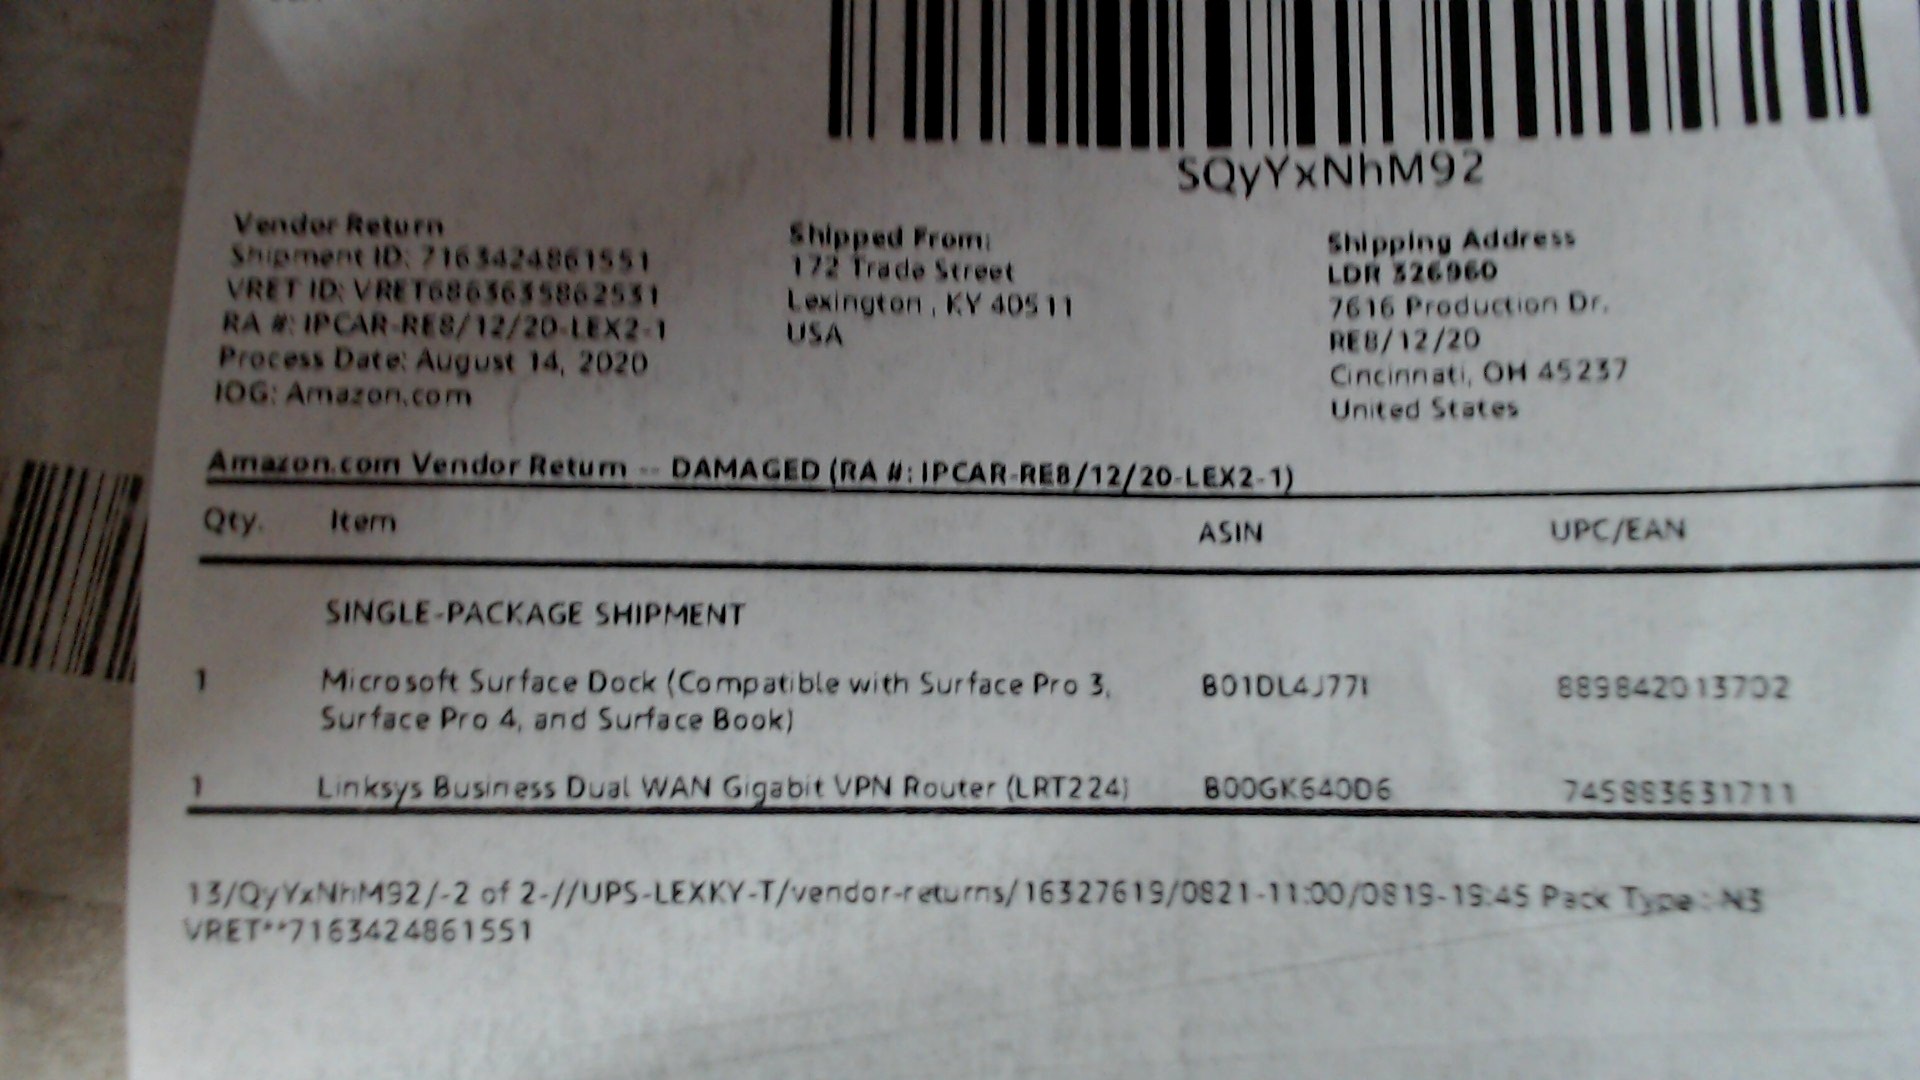 SQyYxNhM92
Vendor Return
Shipment ID: 7163424861551
VRET ID: VRET6863635862531
RA #: IPCAR-RE8/12/20-LEX2-1
Process Date: August 14, 2020
IOG: Amazon.com
Shipped From:
172 Trade Street
Lexington , KY 40511
USA
Shipping Address
LDR 326960
7616 Production Dr.
RE8/12/20
Cincinnati, OH 45237
United States
Amazon.com Vendor Return -- DAMAGED (RA #: IPCAR-RE8/12/20-LEX2-1)
Qty. Item ASIN UPC/EAN
SINGLE-PACKAGE SHIPMENT
1 Microsoft Surface Dock (Compatible with Surface Pro 3, B01DL4J77I 889842013702
Surface Pro 4, and Surface Book)
1 Linksys Business Dual WAN Gigabit VPN Router (LRT224) B00GK640D6 745883631711
13/QyYxNhM92/-2 of 2-//UPS-LEXKY-T/vendor-returns/16327619/0821-11:00/0819-19:45 Pack Type : N3
VRET**7163424861551